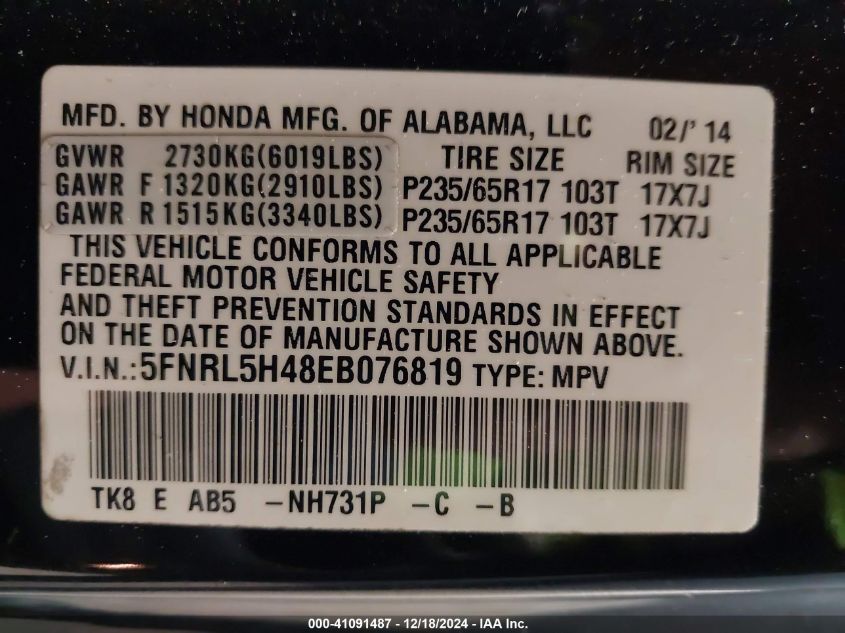 MFD. BY HONDA MFG. OF ALABAMA, LLC 02/' 14
GVWR 2730KG(6019LBS) TIRE SIZE RIM SIZE
GAWR F 1320KG(2910LBS) P235/65R17 103T 17X7J
GAWR R 1515KG(3340LBS) P235/65R17 103T 17X7J
THIS VEHICLE CONFORMS TO ALL APPLICABLE
FEDERAL MOTOR VEHICLE SAFETY
AND THEFT PREVENTION STANDARDS IN EFFECT
ON THE DATE OF MANUFACTURE SHOWN ABOVE.
V.I.N.:5FNRL5H48EB076819 TYPE: MPV
TK8 E AB5 -NH731P -C -B
000-41091487 - 12/18/2024 - IAA Inc.